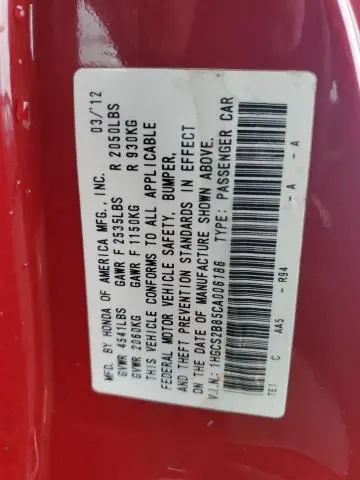 MFD. BY HONDA OF AMERICA MFG., INC. 03/12
GVWR 4541LBS GAWR F 2535LBS R 2050LBS
GVWR 2060KG GAWR F 1150KG R 930KG
THIS VEHICLE CONFORMS TO ALL APPLICABLE
FEDERAL MOTOR VEHICLE SAFETY, BUMPER,
AND THEFT PREVENTION STANDARDS IN EFFECT
ON THE DATE OF MANUFACTURE SHOWN ABOVE.
V.I.N.: 1HGCS2B85CA006186 TYPE: PASSENGER CAR
TE1 C AA5 - R94 - A - A